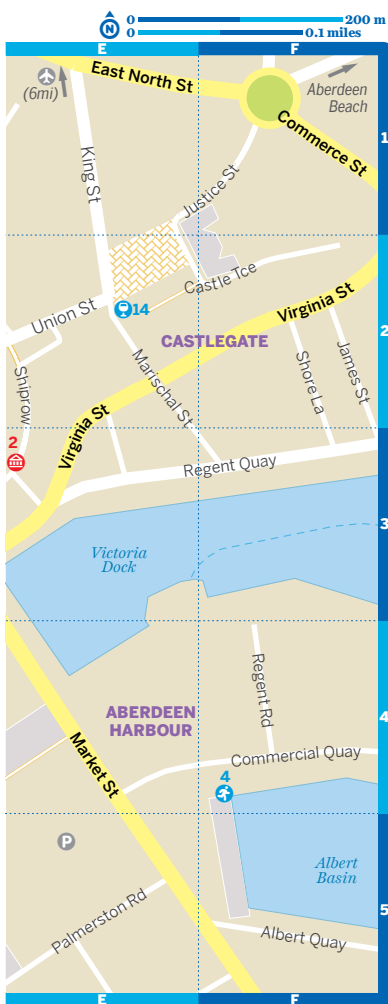 N
0
200 m
0
0.1 miles
E
F
(6mi)
East North St
Aberdeen
Beach
Commerce St
1
King St
Justice St
Castle Tce
Union St
14
Virginia St
2
CASTLEGATE
Marischal St
Shore La
James St
Shiprow
Virginia St
2
Regent Quay
3
Victoria
Dock
Regent Rd
ABERDEEN
HARBOUR
4
Market St
Commercial Quay
4
P
Albert
Basin
5
Palmerston Rd
Albert Quay
E
F